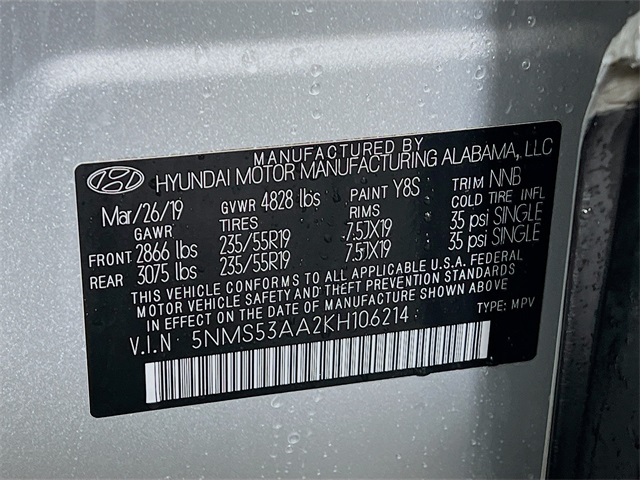 MANUFACTURED BY
HYUNDAI MOTOR MANUFACTURING ALABAMA, LLC
Mar/26/19 GVWR 4828 lbs PAINT Y8S TRIM NNB
GAWR TIRES RIMS COLD TIRE INFL
FRONT 2866 lbs 235/55R19 7.5JX19 35 psi SINGLE
REAR 3075 lbs 235/55R19 7.5JX19 35 psi SINGLE
THIS VEHICLE CONFORMS TO ALL APPLICABLE U.S.A. FEDERAL
MOTOR VEHICLE SAFETY AND THEFT PREVENTION STANDARDS
IN EFFECT ON THE DATE OF MANUFACTURE SHOWN ABOVE
V.I.N 5NMS53AA2KH106214 TYPE: MPV